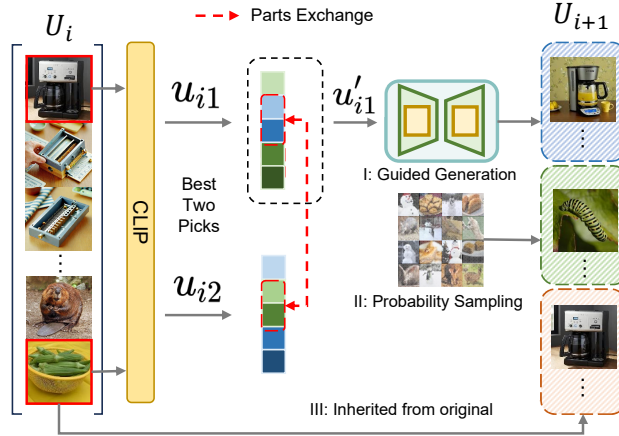 U_i
Parts Exchange
U_{i+1}
CLIP
u_{i1}
Best
Two
Picks
u_{i2}
u'_{i1}
I: Guided Generation
II: Probability Sampling
III: Inherited from original